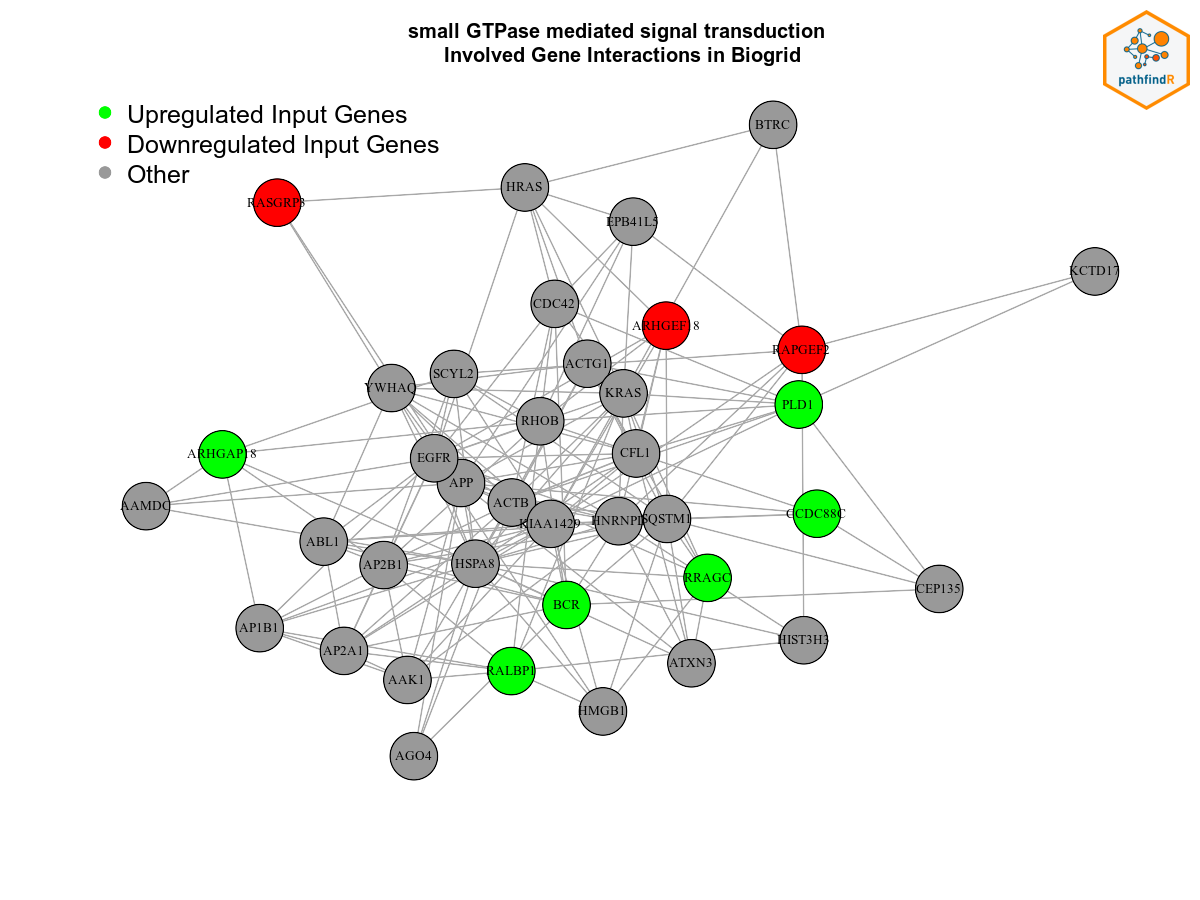 small GTPase mediated signal transduction
Involved Gene Interactions in Biogrid
pathfindR
Upregulated Input Genes
Downregulated Input Genes
Other
BTRC
HRAS
RASGRP3
EPB41L5
KCTD17
CDC42
ARHGEF18
RAPGEF2
ACTG1
SCYL2
YWHAQ
KRAS
PLD1
RHOB
ARHGAP18
EGFR
CFL1
APP
AAMDC
ACTB
KIAA1429
SQSTM1
CCDC88C
ABL1
AP2B1
HSPA8
RRAGC
CEP135
BCR
AP1B1
HIST3H3
AP2A1
ATXN3
RALBP1
AAK1
HMGB1
AGO4